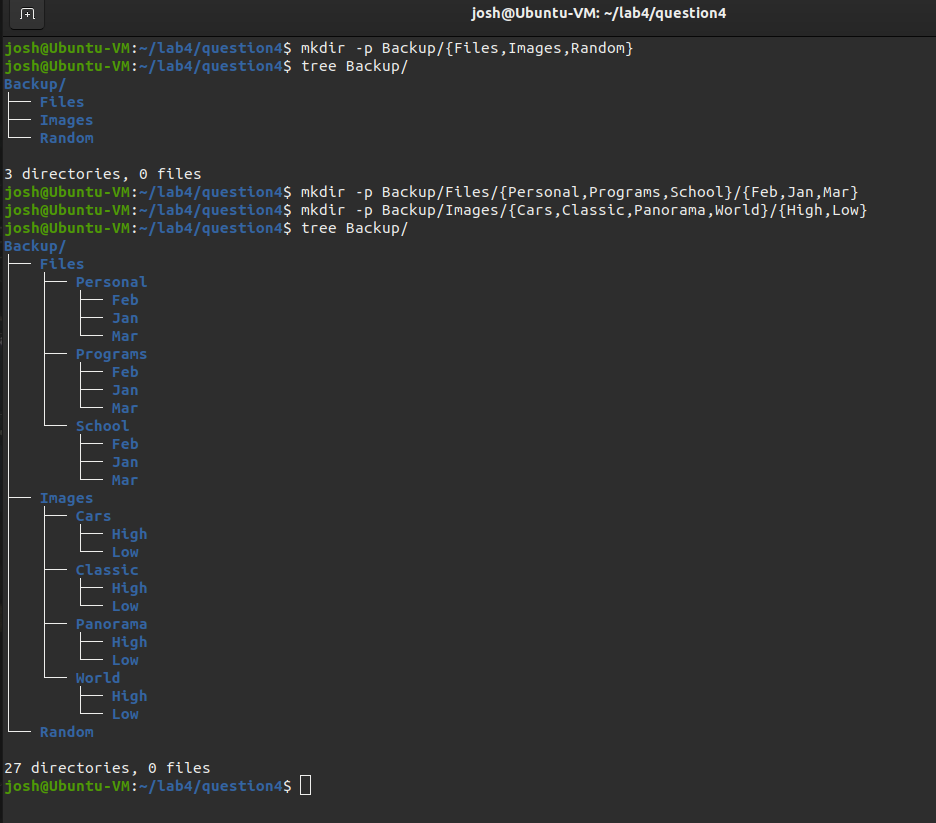 josh@Ubuntu-VM: ~/lab4/question4
josh@Ubuntu-VM:~/lab4/question4$ mkdir -p Backup/{Files,Images,Random}
josh@Ubuntu-VM:~/lab4/question4$ tree Backup/
Backup/
├── Files
├── Images
└── Random
3 directories, 0 files
josh@Ubuntu-VM:~/lab4/question4$ mkdir -p Backup/Files/{Personal,Programs,School}/{Feb,Jan,Mar}
josh@Ubuntu-VM:~/lab4/question4$ mkdir -p Backup/Images/{Cars,Classic,Panorama,World}/{High,Low}
josh@Ubuntu-VM:~/lab4/question4$ tree Backup/
Backup/
├── Files
│   ├── Personal
│   │   ├── Feb
│   │   ├── Jan
│   │   └── Mar
│   ├── Programs
│   │   ├── Feb
│   │   ├── Jan
│   │   └── Mar
│   └── School
│       ├── Feb
│       ├── Jan
│       └── Mar
├── Images
│   ├── Cars
│   │   ├── High
│   │   └── Low
│   ├── Classic
│   │   ├── High
│   │   └── Low
│   ├── Panorama
│   │   ├── High
│   │   └── Low
│   └── World
│       ├── High
│       └── Low
└── Random
27 directories, 0 files
josh@Ubuntu-VM:~/lab4/question4$